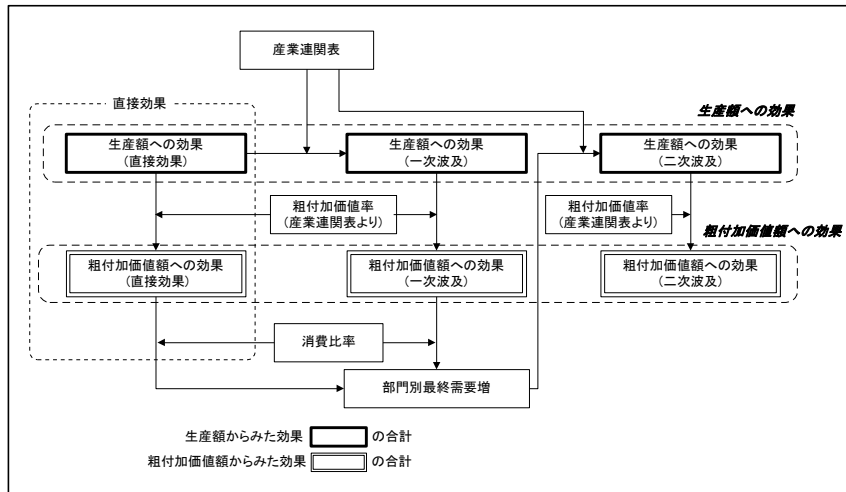 産業連関表
直接効果
生産額への効果
生産額への効果
(直接効果)
生産額への効果
(一次波及)
生産額への効果
(二次波及)
粗付加価値率
(産業連関表より)
粗付加価値率
(産業連関表より)
粗付加価値額への効果
粗付加価値額への効果
(直接効果)
粗付加価値額への効果
(一次波及)
粗付加価値額への効果
(二次波及)
消費比率
部門別最終需要増
生産額からみた効果 の合計
粗付加価値額からみた効果 の合計